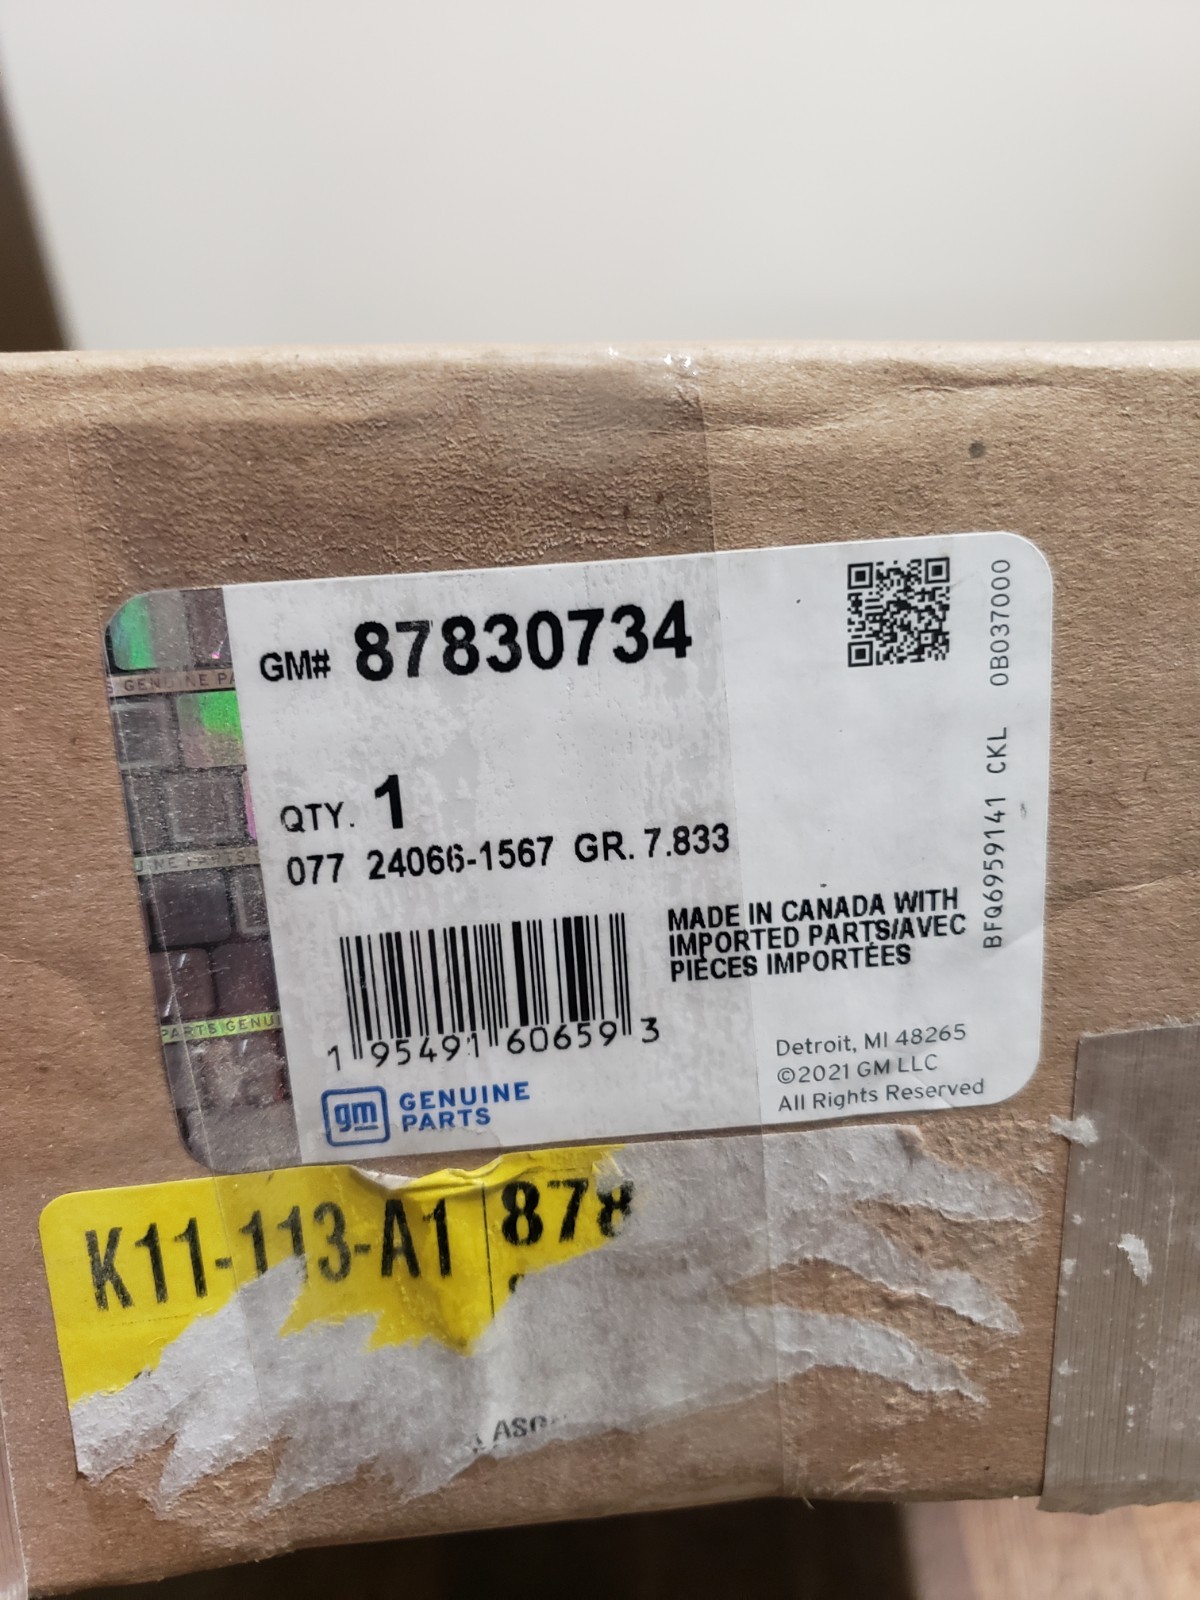 GM# 87830734
QTY. 1
077 24066-1567 GR. 7.833
MADE IN CANADA WITH
IMPORTED PARTS/AVEC
PIÈCES IMPORTÉES
1 95491 60659 3
gm GENUINE
PARTS
Detroit, MI 48265
©2021 GM LLC
All Rights Reserved
BFQ6959141 CKL 0B037000
S GENUINE PA
UINE PARTS
PARTS GENU
K11-113-A1
878